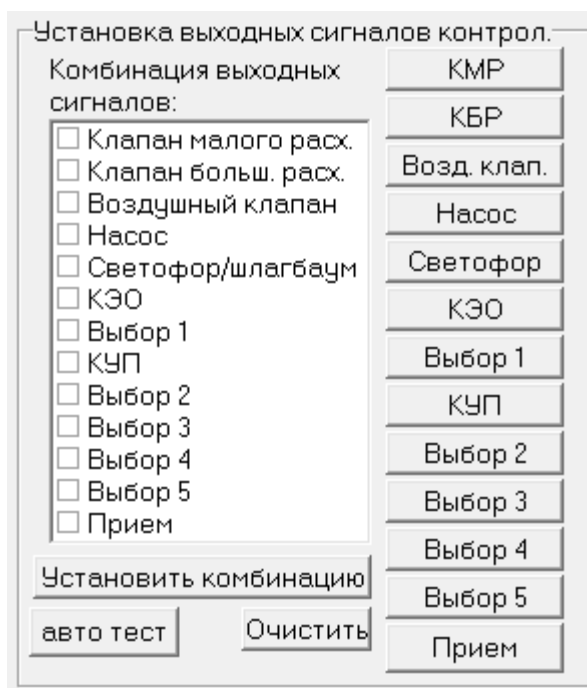 Установка выходных сигналов контрол.
Комбинация выходных
сигналов:
Клапан малого расх.
Клапан больш. расх.
Воздушный клапан
Насос
Светофор/шлагбаум
КЭО
Выбор 1
КУП
Выбор 2
Выбор 3
Выбор 4
Выбор 5
Прием
Установить комбинацию
авто тест
Очистить
КМР
КБР
Возд. клап.
Насос
Светофор
КЭО
Выбор 1
КУП
Выбор 2
Выбор 3
Выбор 4
Выбор 5
Прием